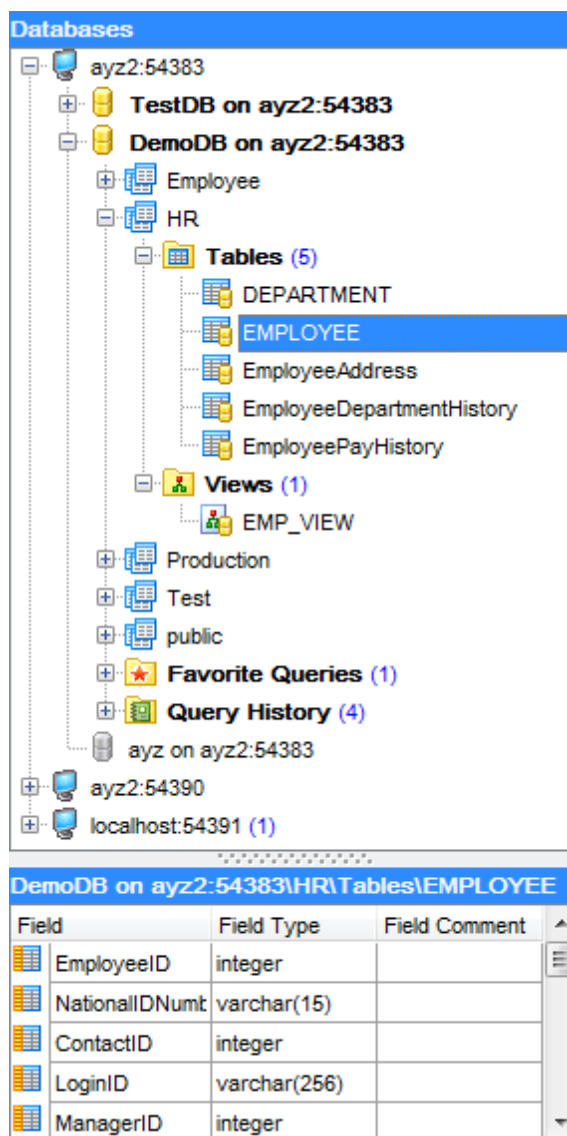 Databases
ayz2:54383
TestDB on ayz2:54383
DemoDB on ayz2:54383
Employee
HR
Tables (5)
DEPARTMENT
EMPLOYEE
EmployeeAddress
EmployeeDepartmentHistory
EmployeePayHistory
Views (1)
EMP_VIEW
Production
Test
public
Favorite Queries (1)
Query History (4)
ayz on ayz2:54383
ayz2:54390
localhost:54391 (1)
DemoDB on ayz2:54383\HR\Tables\EMPLOYEE
Field Field Type Field Comment
EmployeeID integer
NationalIDNumb varchar(15)
ContactID integer
LoginID varchar(256)
ManagerID integer